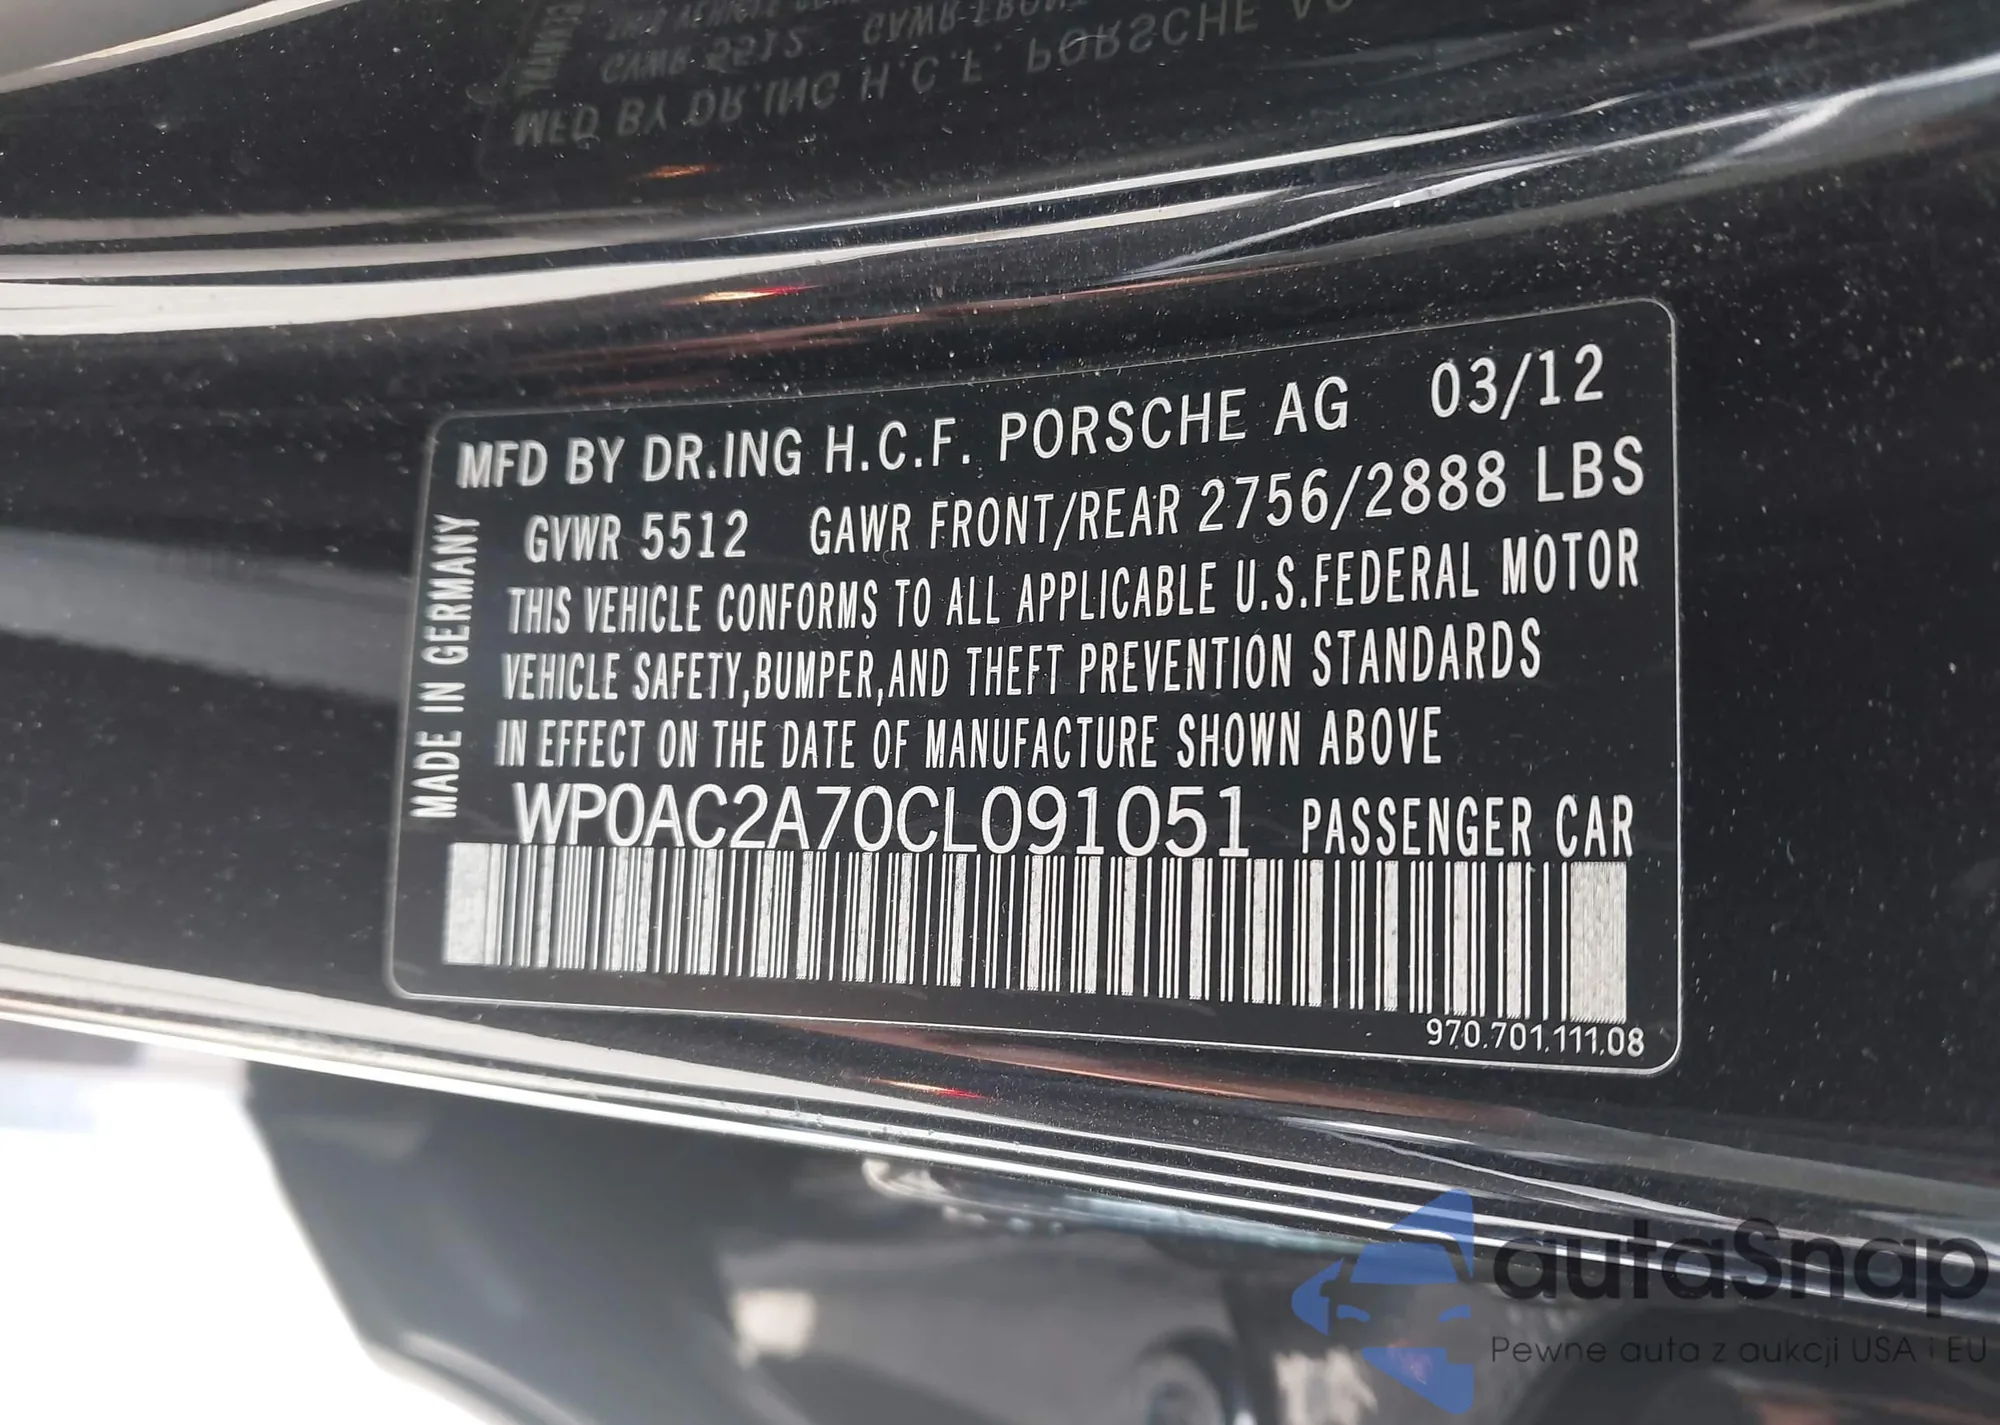 MFD BY DR.ING H.C.F. PORSCHE AG 03/12
GVWR 5512 GAWR FRONT/REAR 2756/2888 LBS
THIS VEHICLE CONFORMS TO ALL APPLICABLE U.S.FEDERAL MOTOR
VEHICLE SAFETY,BUMPER,AND THEFT PREVENTION STANDARDS
IN EFFECT ON THE DATE OF MANUFACTURE SHOWN ABOVE
WP0AC2A70CL091051 PASSENGER CAR
970.701.111.08
MADE IN GERMANY
autaSnap
Pewne auta z aukcji USA i EU